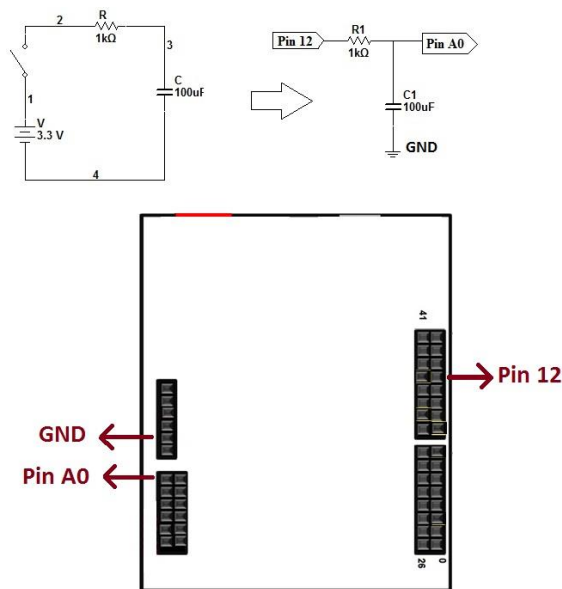 2
R
1kΩ
3
C
100uF
1
V
3.3 V
4
Pin 12
R1
1kΩ
Pin A0
C1
100uF
GND
41
Pin 12
GND
Pin A0
26
0